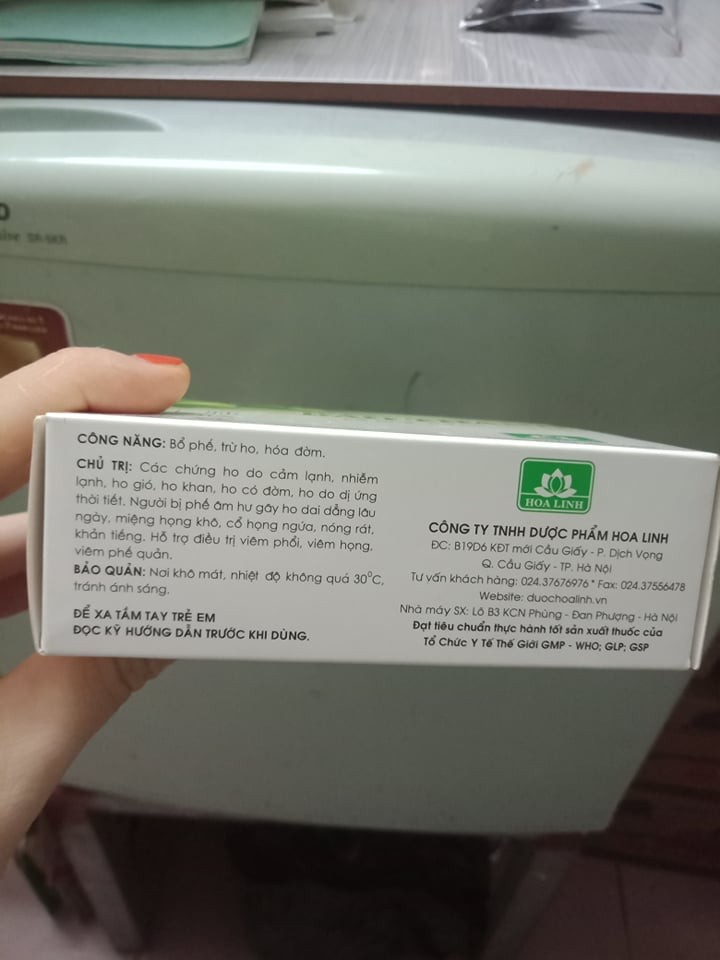 CÔNG NĂNG: Bổ phế, trừ ho, hóa đờm.
CHỦ TRỊ: Các chứng ho do cảm lạnh, nhiễm
lạnh, ho gió, ho khan, ho có đờm, ho do dị ứng
thời tiết. Người bị phế âm hư gây ho dai dẳng lâu
ngày, miệng họng khô, cổ họng ngứa, nóng rát,
khản tiếng. Hỗ trợ điều trị viêm phổi, viêm họng,
viêm phế quản.
BẢO QUẢN: Nơi khô mát, nhiệt độ không quá 30⁰C,
tránh ánh sáng.
ĐỂ XA TẦM TAY TRẺ EM
ĐỌC KỸ HƯỚNG DẪN TRƯỚC KHI DÙNG.
HOA LINH
CÔNG TY TNHH DƯỢC PHẨM HOA LINH
ĐC: B19D6 KĐT mới Cầu Giấy - P. Dịch Vọng
Q. Cầu Giấy - TP. Hà Nội
Tư vấn khách hàng: 024.37676976 * Fax: 024.37556478
Website: duochoalinh.vn
Nhà máy SX: Lô B3 KCN Phùng - Đan Phượng - Hà Nội
Đạt tiêu chuẩn thực hành tốt sản xuất thuốc của
Tổ Chức Y Tế Thế Giới GMP - WHO; GLP; GSP